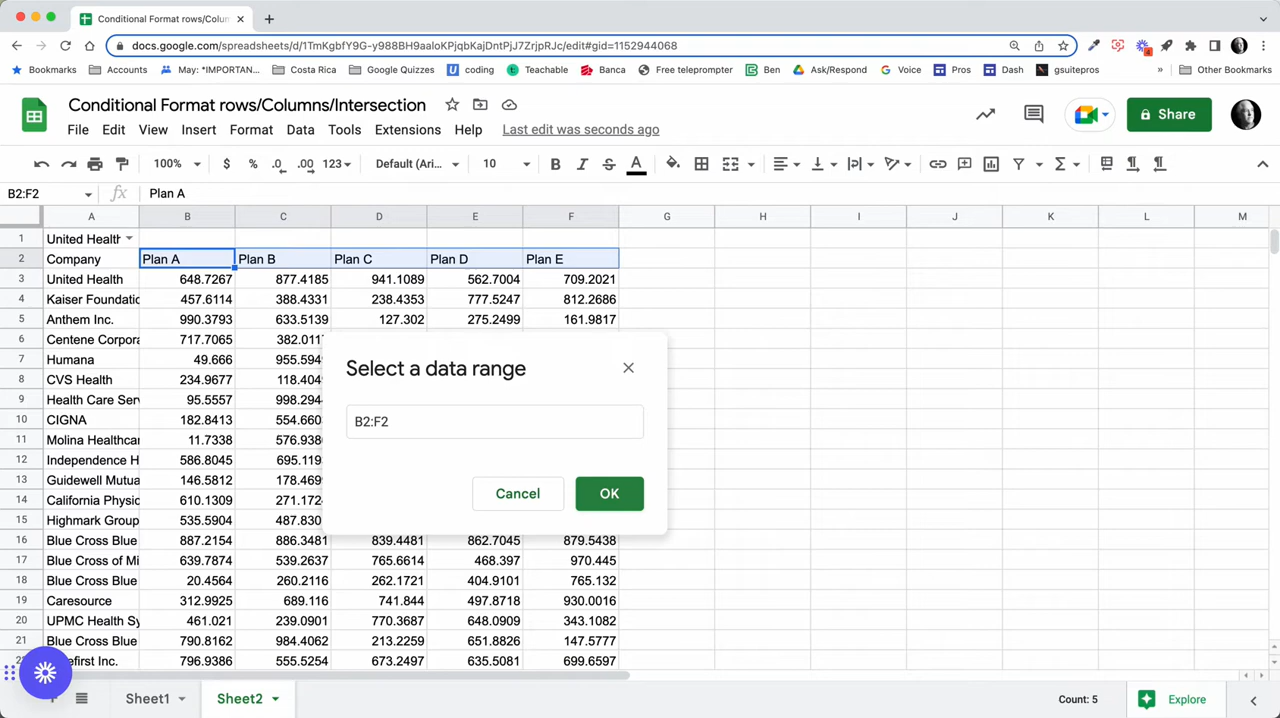 Conditional Format rows/Colum
docs.google.com/spreadsheets/d/1TmKgbfY9G-y988BH9aaloKPjqbKajDntPjJ7ZrjpRJc/edit#gid=1152944068
Bookmarks Accounts May: *IMPORTAN... Costa Rica Google Quizzes coding Teachable Banca Free teleprompter Ben Ask/Respond Voice Pros Dash gsuitepros » Other Bookmarks
Conditional Format rows/Columns/Intersection
Share
File Edit View Insert Format Data Tools Extensions Help Last edit was seconds ago
100% $ % .0 .00 123 Default (Ari... 10 B I S A
B2:F2 fx Plan A
A B C D E F G H I J K L M
1 United Health
2 Company Plan A Plan B Plan C Plan D Plan E
3 United Health 648.7267 877.4185 941.1089 562.7004 709.2021
4 Kaiser Foundatio 457.6114 388.4331 238.4353 777.5247 812.2686
5 Anthem Inc. 990.3793 633.5139 127.302 275.2499 161.9817
6 Centene Corpora 717.7065 382.011
7 Humana 49.666 955.594
8 CVS Health 234.9677 118.404
9 Health Care Serv 95.5557 998.294
10 CIGNA 182.8413 554.660
11 Molina Healthcar 11.7338 576.938
12 Independence H 586.8045 695.119
13 Guidewell Mutua 146.5812 178.469
14 California Physic 610.1309 271.172
15 Highmark Group 535.5904 487.830
Select a data range
B2:F2
Cancel OK
16 Blue Cross Blue 887.2154 886.3481 839.4481 862.7045 879.5438
17 Blue Cross of Mi 639.7874 539.2637 765.6614 468.397 970.445
18 Blue Cross Blue 20.4564 260.2116 262.1721 404.9101 765.132
19 Caresource 312.9925 689.116 741.844 497.8718 930.0016
20 UPMC Health Sy 461.021 239.0901 770.3687 648.0909 343.1082
21 Blue Cross Blue 790.8162 984.4062 213.2259 651.8826 147.5777
efirst Inc. 796.9386 555.5254 673.2497 635.5081 699.6597
Sheet1 Sheet2 Count: 5 Explore